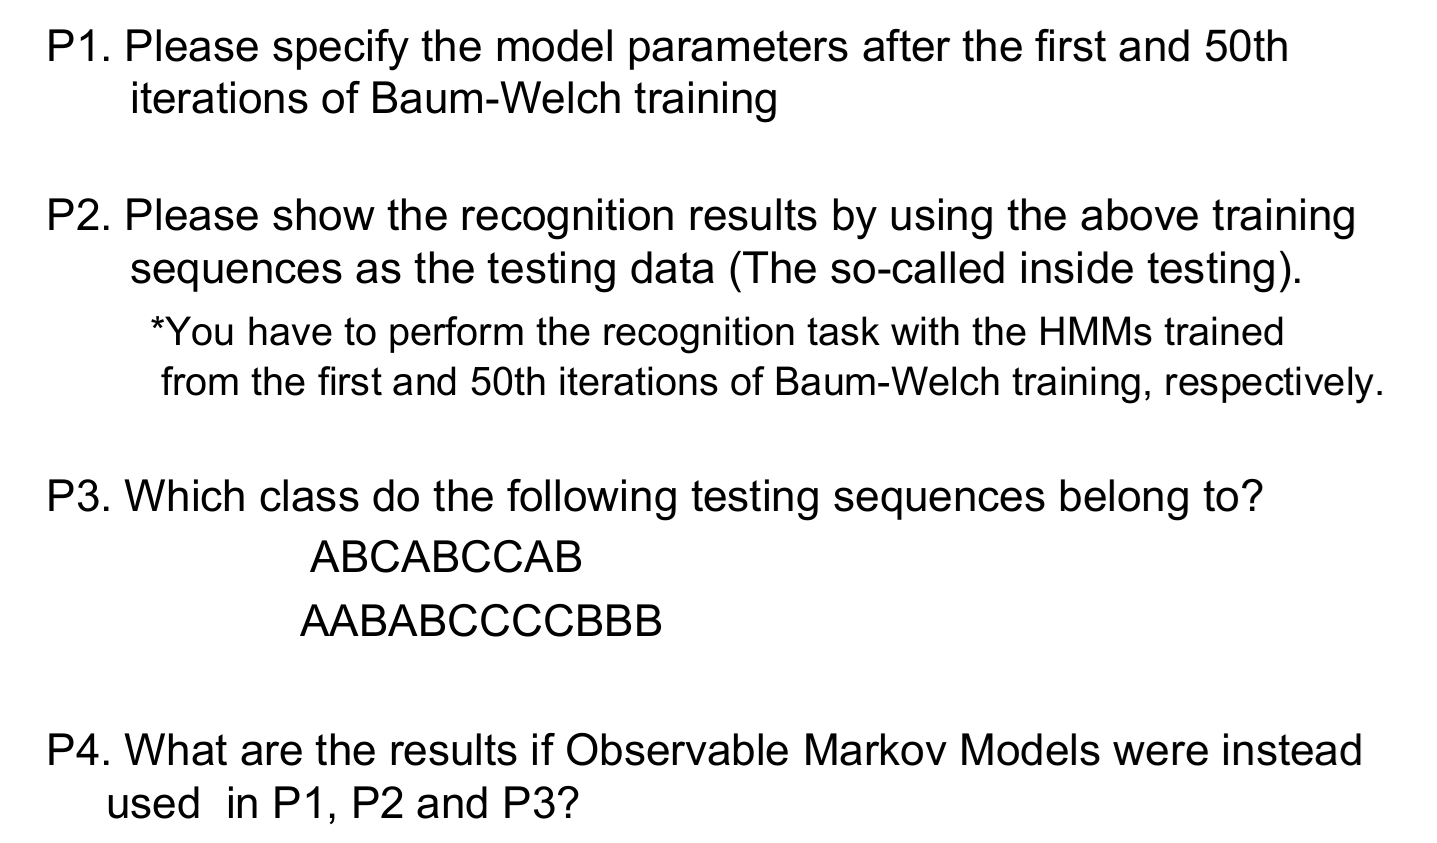 P1. Please specify the model parameters after the first and 50th
iterations of Baum-Welch training
P2. Please show the recognition results by using the above training
sequences as the testing data (The so-called inside testing).
*You have to perform the recognition task with the HMMs trained
from the first and 50th iterations of Baum-Welch training, respectively.
P3. Which class do the following testing sequences belong to?
ABCABCCAB
AABABCCCCBBB
P4. What are the results if Observable Markov Models were instead
used in P1, P2 and P3?